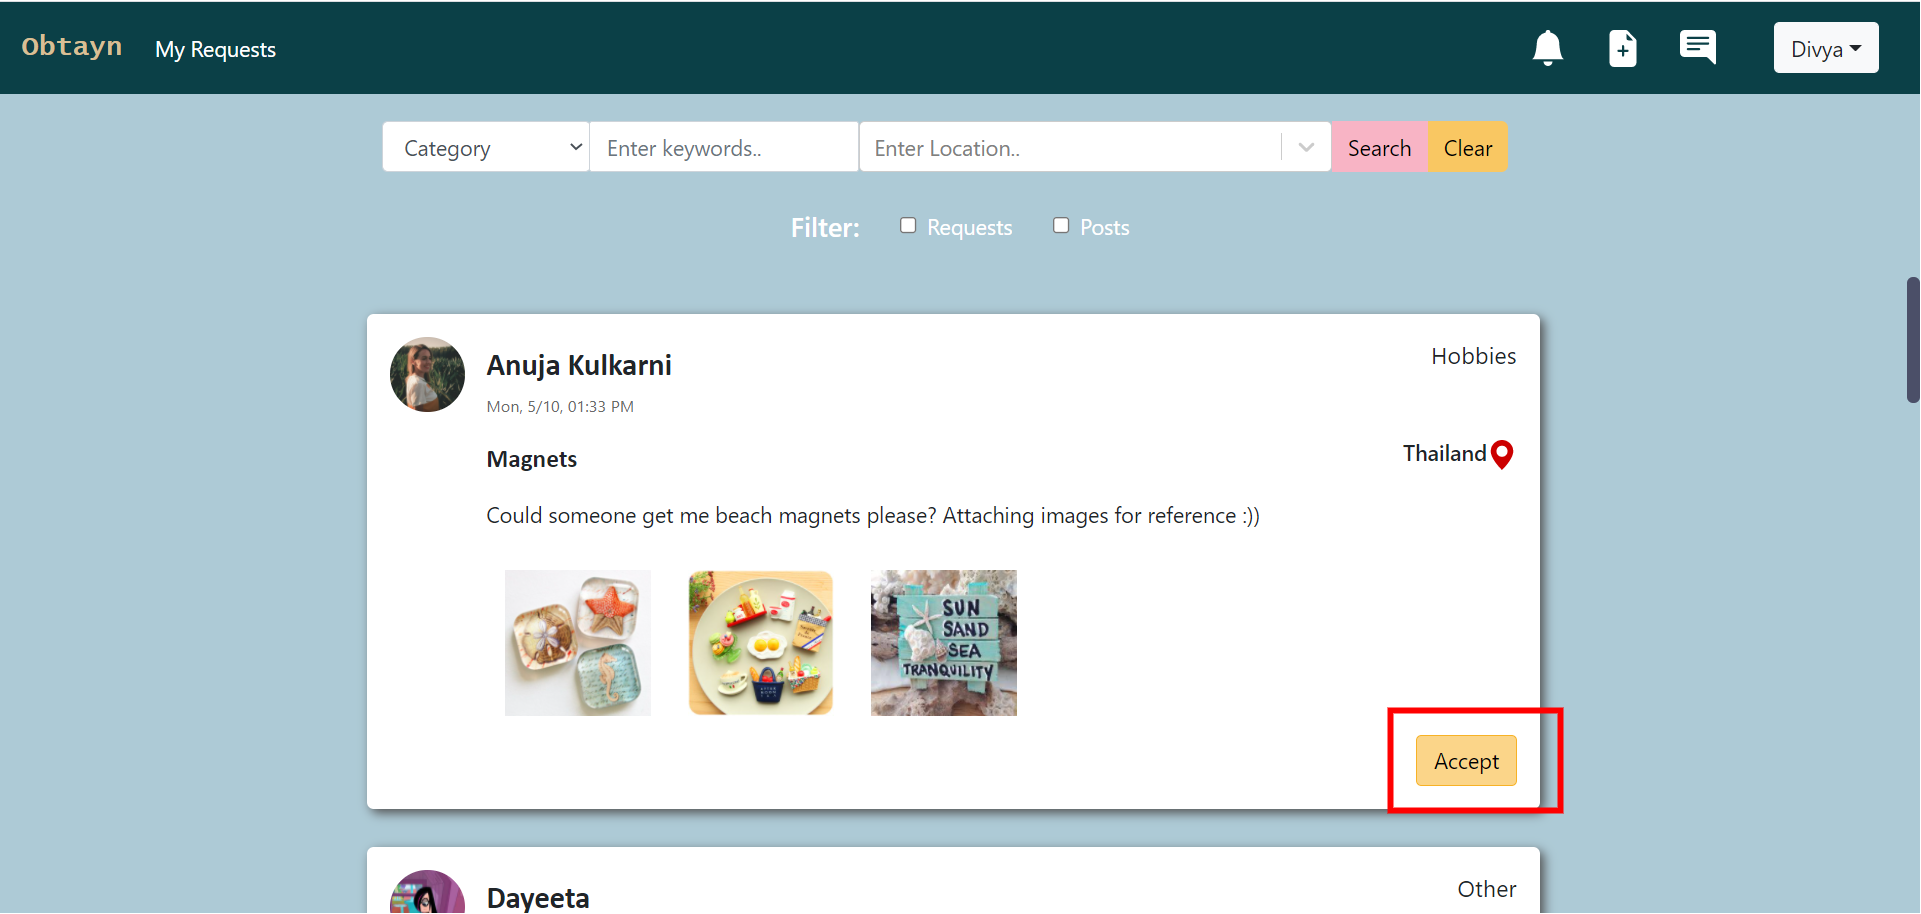 Obtayn
My Requests
Divya
Category
Enter keywords..
Enter Location..
Search
Clear
Filter:
Requests
Posts
Anuja Kulkarni
Hobbies
Mon, 5/10, 01:33 PM
Magnets
Thailand
Could someone get me beach magnets please? Attaching images for reference :))
SUN
SAND
SEA
TRANQUILITY
Accept
Dayeeta
Other